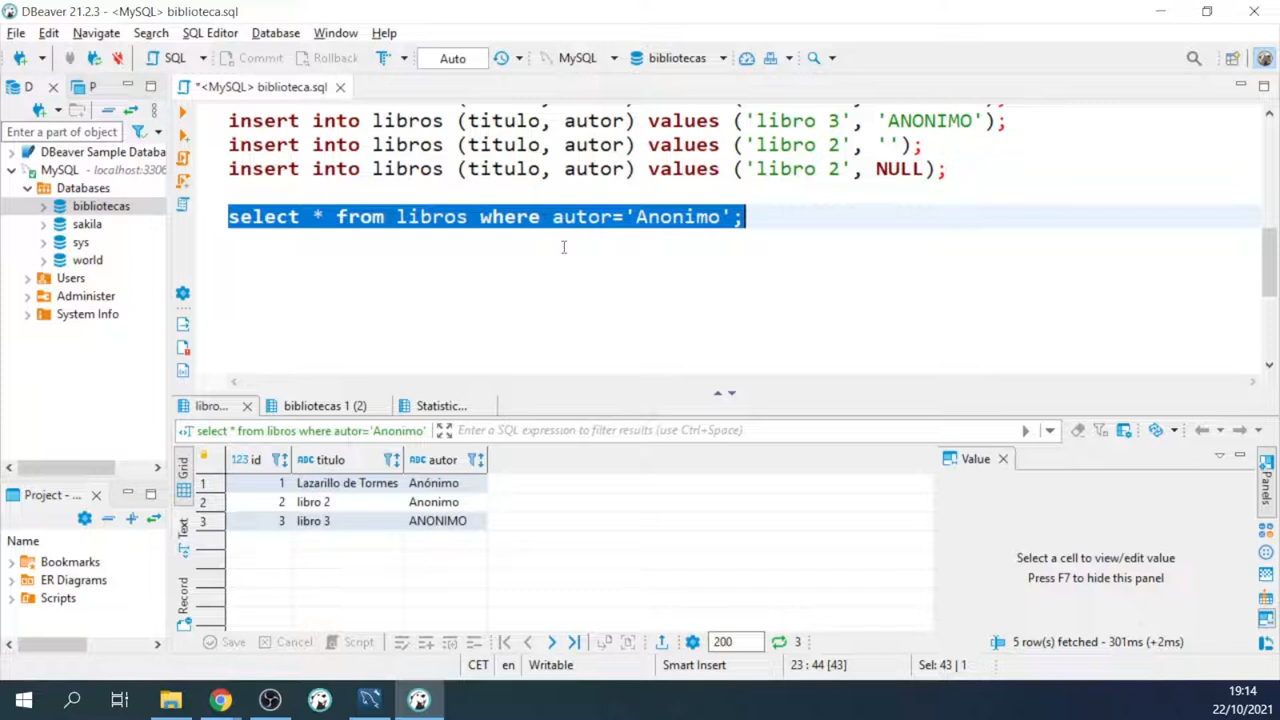 DBeaver 21.2.3 - <MySQL> biblioteca.sql
File Edit Navigate Search SQL Editor Database Window Help
SQL Commit Rollback Auto MySQL bibliotecas
D P *<MySQL> biblioteca.sql
Enter a part of object
DBeaver Sample Databa
MySQL - localhost:3306
Databases
bibliotecas
sakila
sys
world
Users
Administer
System Info
insert into libros (titulo, autor) values ('libro 3', 'ANONIMO');
insert into libros (titulo, autor) values ('libro 2', '');
insert into libros (titulo, autor) values ('libro 2', NULL);
select * from libros where autor='Anonimo';
libro... bibliotecas 1 (2) Statistic...
select * from libros where autor='Anonimo' Enter a SQL expression to filter results (use Ctrl+Space)
Grid
Text
Record
123 id ABC titulo ABC autor
1 1 Lazarillo de Tormes Anónimo
2 2 libro 2 Anonimo
3 3 libro 3 ANONIMO
Value
Select a cell to view/edit value
Press F7 to hide this panel
Panels
Project - ...
Name
Bookmarks
ER Diagrams
Scripts
Save Cancel Script 200 3 5 row(s) fetched - 301ms (+2ms)
CET en Writable Smart Insert 23 : 44 [43] Sel: 43 | 1
19:14
22/10/2021